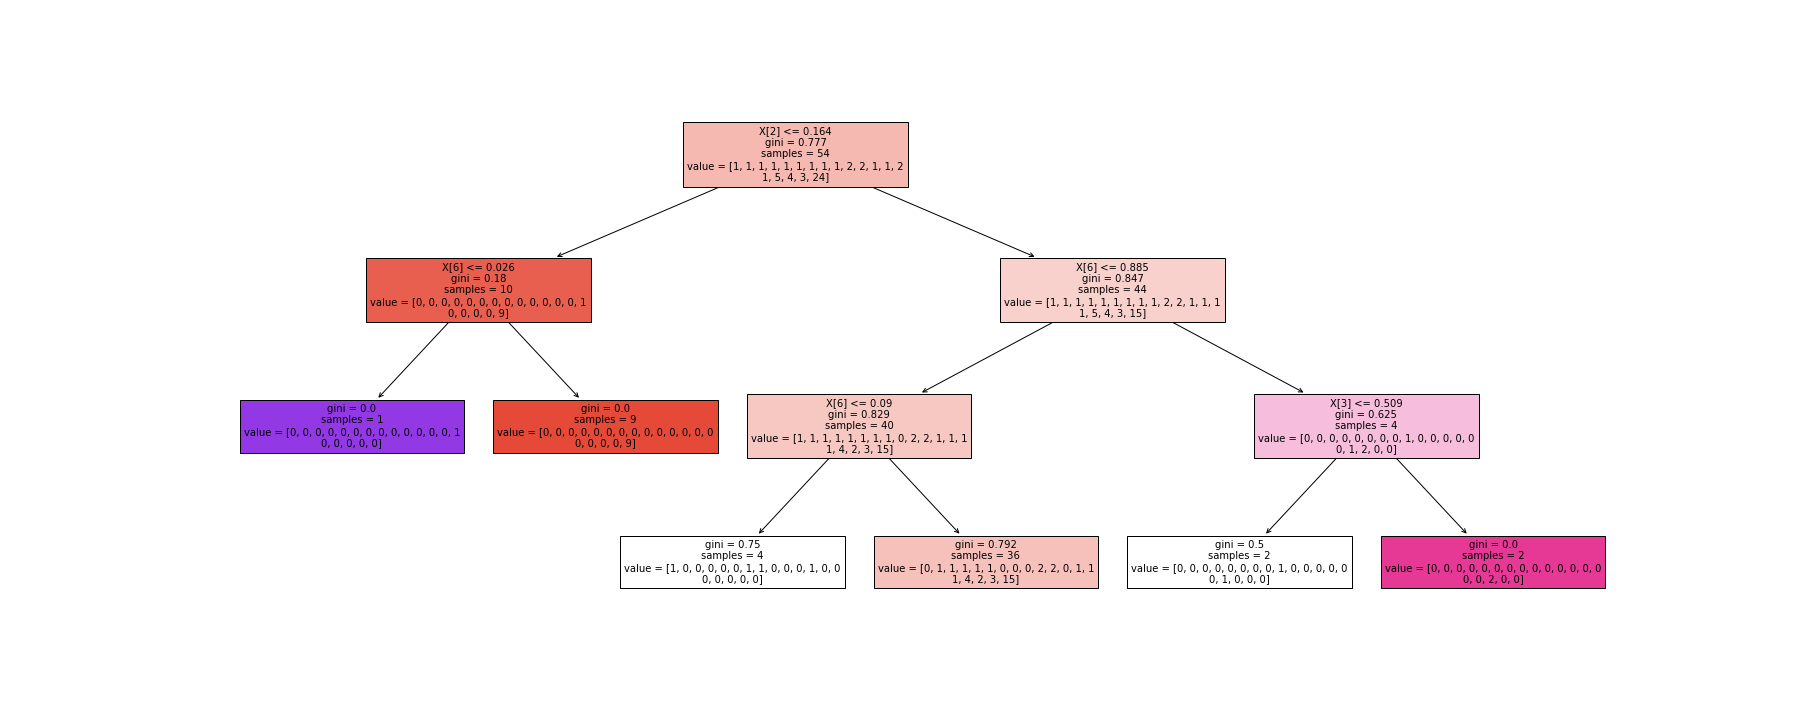 X[2] <= 0.164
gini = 0.777
samples = 54
value = [1, 1, 1, 1, 1, 1, 1, 1, 1, 2, 2, 1, 1, 2
1, 5, 4, 3, 24]
X[6] <= 0.026
gini = 0.18
samples = 10
value = [0, 0, 0, 0, 0, 0, 0, 0, 0, 0, 0, 0, 0, 1
0, 0, 0, 0, 9]
X[6] <= 0.885
gini = 0.847
samples = 44
value = [1, 1, 1, 1, 1, 1, 1, 1, 1, 2, 2, 1, 1, 1
1, 5, 4, 3, 15]
gini = 0.0
samples = 1
value = [0, 0, 0, 0, 0, 0, 0, 0, 0, 0, 0, 0, 0, 1
0, 0, 0, 0, 0]
gini = 0.0
samples = 9
value = [0, 0, 0, 0, 0, 0, 0, 0, 0, 0, 0, 0, 0, 0
0, 0, 0, 0, 9]
X[6] <= 0.09
gini = 0.829
samples = 40
value = [1, 1, 1, 1, 1, 1, 1, 1, 0, 2, 2, 1, 1, 1
1, 4, 2, 3, 15]
X[3] <= 0.509
gini = 0.625
samples = 4
value = [0, 0, 0, 0, 0, 0, 0, 0, 1, 0, 0, 0, 0, 0
0, 1, 2, 0, 0]
gini = 0.75
samples = 4
value = [1, 0, 0, 0, 0, 0, 1, 1, 0, 0, 0, 1, 0, 0
0, 0, 0, 0, 0]
gini = 0.792
samples = 36
value = [0, 1, 1, 1, 1, 1, 0, 0, 0, 2, 2, 0, 1, 1
1, 4, 2, 3, 15]
gini = 0.5
samples = 2
value = [0, 0, 0, 0, 0, 0, 0, 0, 1, 0, 0, 0, 0, 0
0, 1, 0, 0, 0]
gini = 0.0
samples = 2
value = [0, 0, 0, 0, 0, 0, 0, 0, 0, 0, 0, 0, 0, 0
0, 0, 2, 0, 0]